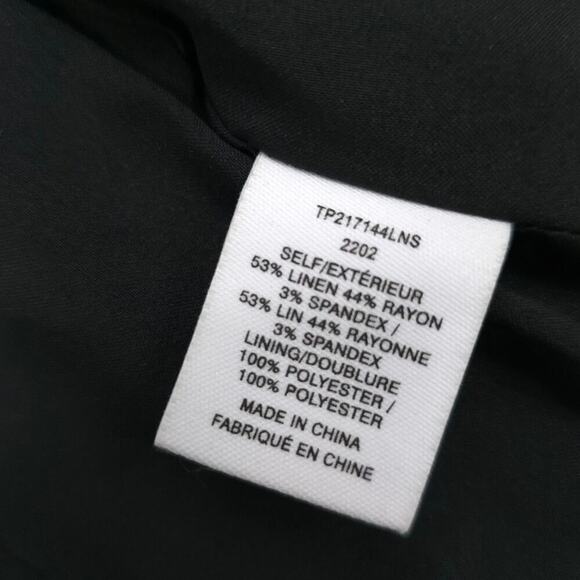 TP217144LNS
2202
SELF/EXTÉRIEUR
53% LINEN 44% RAYON
3% SPANDEX /
53% LIN 44% RAYONNE
3% SPANDEX
LINING/DOUBLURE
100% POLYESTER /
100% POLYESTER
MADE IN CHINA
FABRIQUÉ EN CHINE